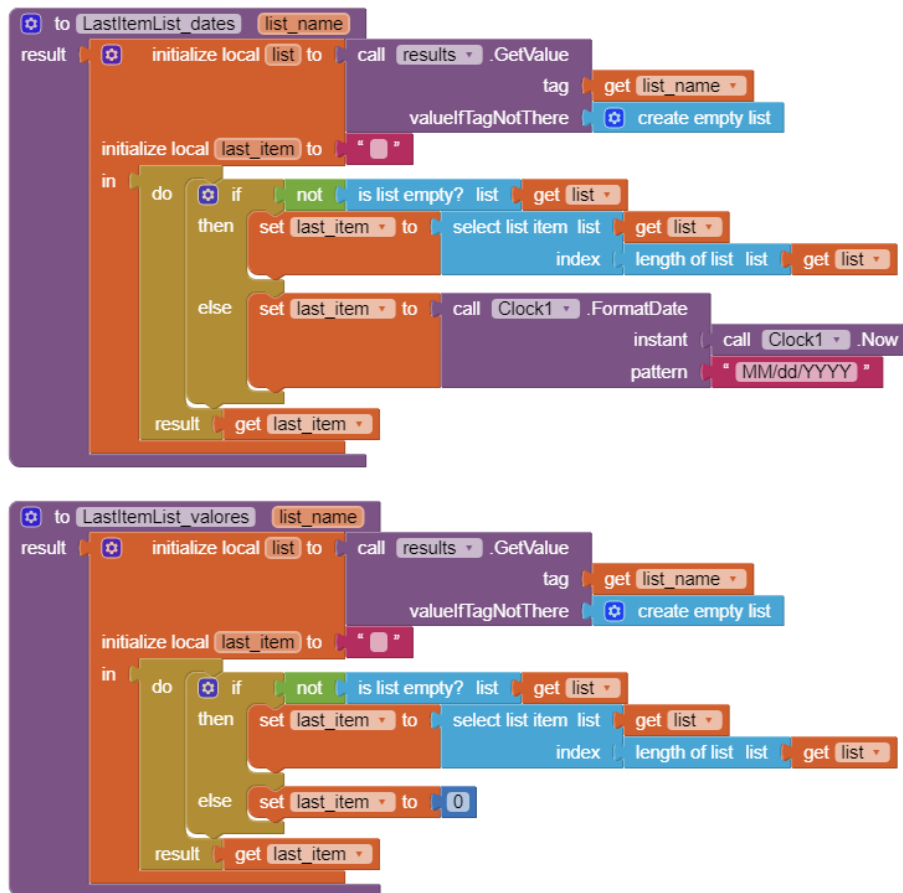 to LastItemList_dates list_name
result initialize local list to call results .GetValue
tag get list_name
valueIfTagNotThere create empty list
initialize local last_item to " "
in do if not is list empty? list get list
then set last_item to select list item list get list
index length of list list get list
else set last_item to call Clock1 .FormatDate
instant call Clock1 .Now
pattern " MM/dd/YYYY "
result get last_item
to LastItemList_valores list_name
result initialize local list to call results .GetValue
tag get list_name
valueIfTagNotThere create empty list
initialize local last_item to " "
in do if not is list empty? list get list
then set last_item to select list item list get list
index length of list list get list
else set last_item to 0
result get last_item